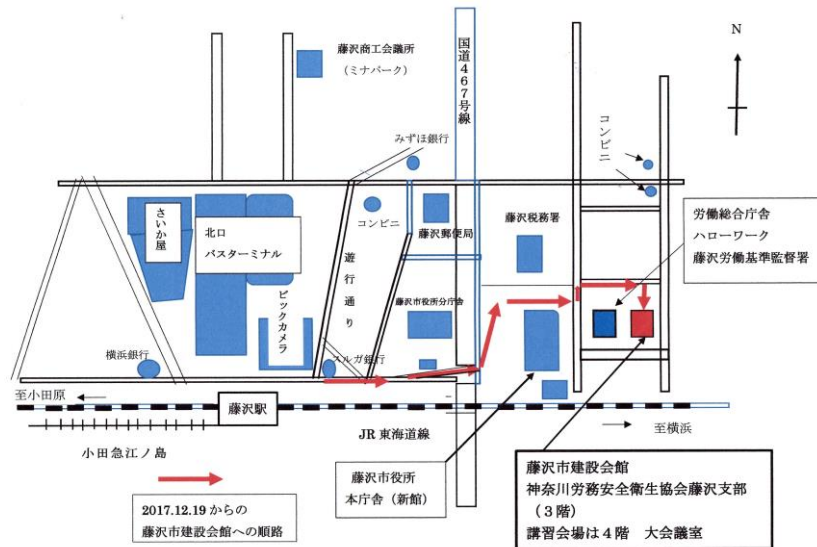 藤沢商工会議所
(ミナパーク)
国道467号線
N
みずほ銀行
コンビニ
さいか屋
北口
バスターミナル
コンビニ
藤沢郵便局
藤沢税務署
労働総合庁舎
ハローワーク
藤沢労働基準監督署
遊行通り
ビックカメラ
藤沢市役所分庁舎
横浜銀行
スルガ銀行
至小田原
藤沢駅
小田急江ノ島
JR東海道線
至横浜
2017.12.19からの
藤沢市建設会館への順路
藤沢市役所
本庁舎（新館）
藤沢市建設会館
神奈川労務安全衛生協会藤沢支部
（3階）
講習会場は4階　大会議室